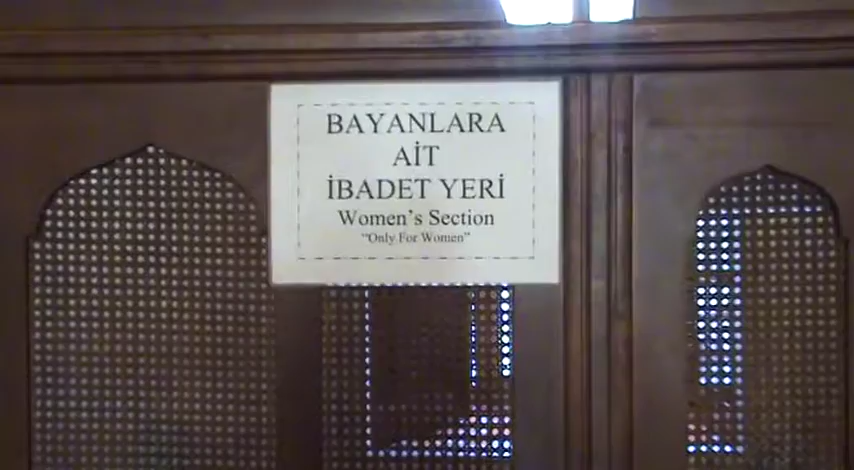 BAYANLARA
AİT
İBADET YERİ
Women's Section
"Only For Women"